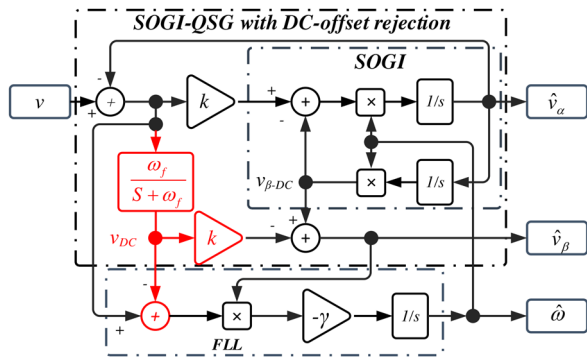 SOGI-QSG with DC-offset rejection
SOGI
v
-
+
+
k
+
-
+
×
1/s
v̂α
ωf
S+ωf
vβ-DC
×
1/s
vDC
k
-
+
+
v̂β
-
+
+
×
-γ
1/s
ω̂
FLL